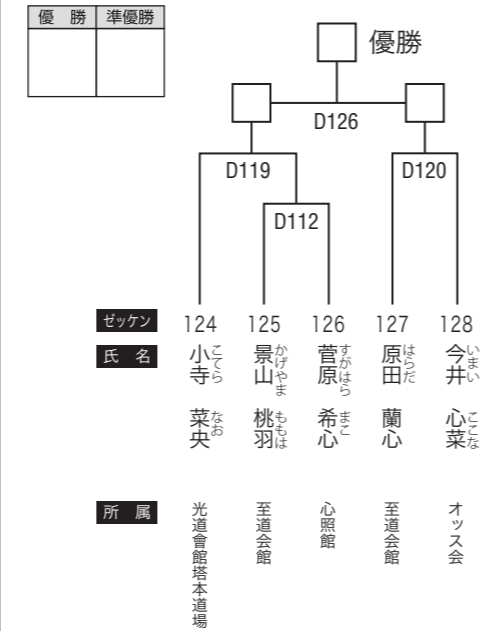 優勝 準優勝
優勝
D126
D119 D120
D112
ゼッケン 124 125 126 127 128
氏名
小寺 菜央
こてら なお
景山 桃羽
かげやま ももは
菅原 希心
すがはら まこ
原田 蘭心
はらだ
今井 心菜
いまい ここな
所属
光道會館塔本道場
至道会館
心照館
至道会館
オッス会